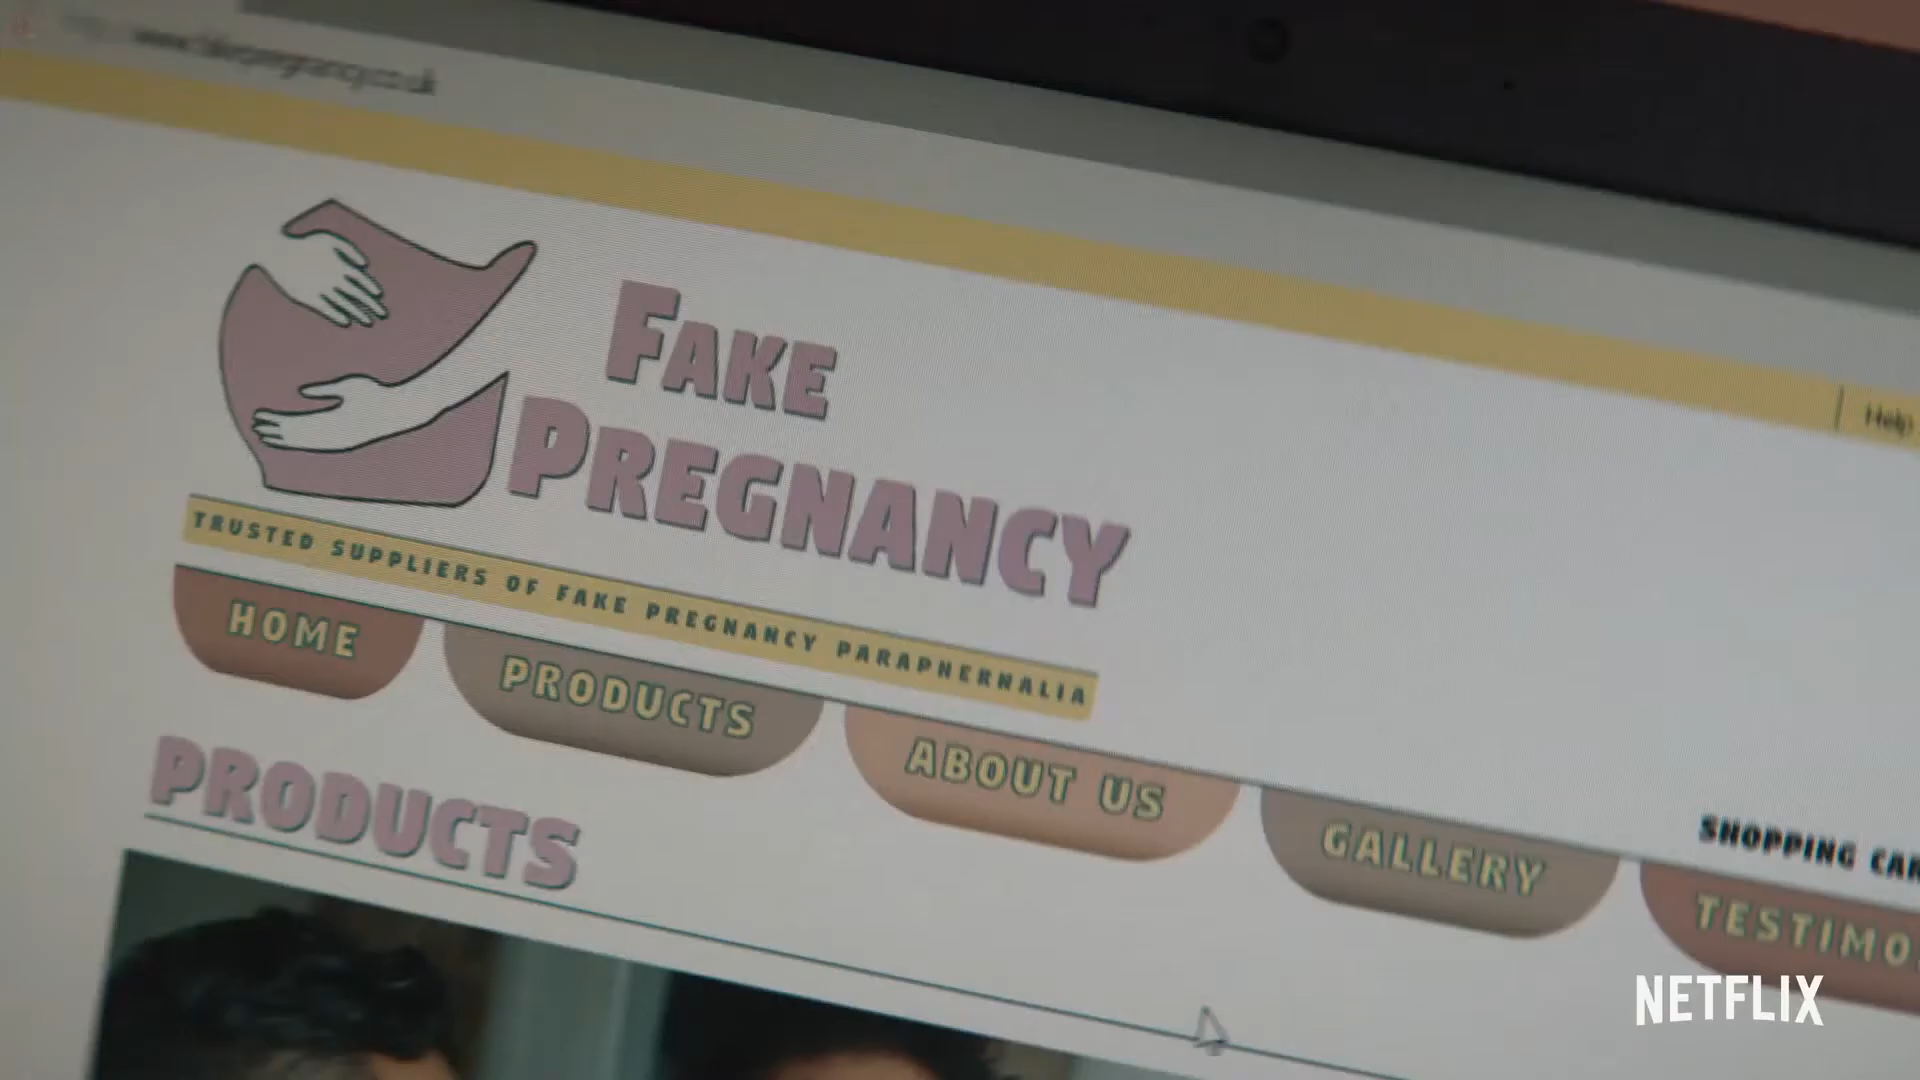 FAKE
PREGNANCY
TRUSTED SUPPLIERS OF FAKE PREGNANCY PARAPHERNALIA
Help
HOME
PRODUCTS
ABOUT US
GALLERY
SHOPPING
PRODUCTS
NETFLIX